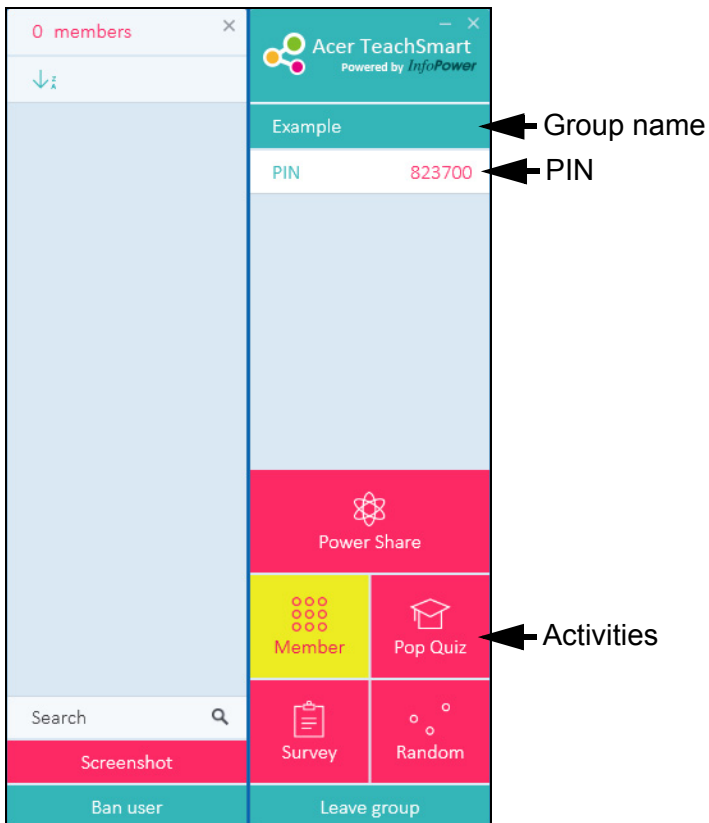 0 members
Acer TeachSmart
Powered by InfoPower
Example
Group name
PIN 823700
PIN
Power Share
Member
Pop Quiz
Activities
Search
Survey
Random
Screenshot
Ban user
Leave group